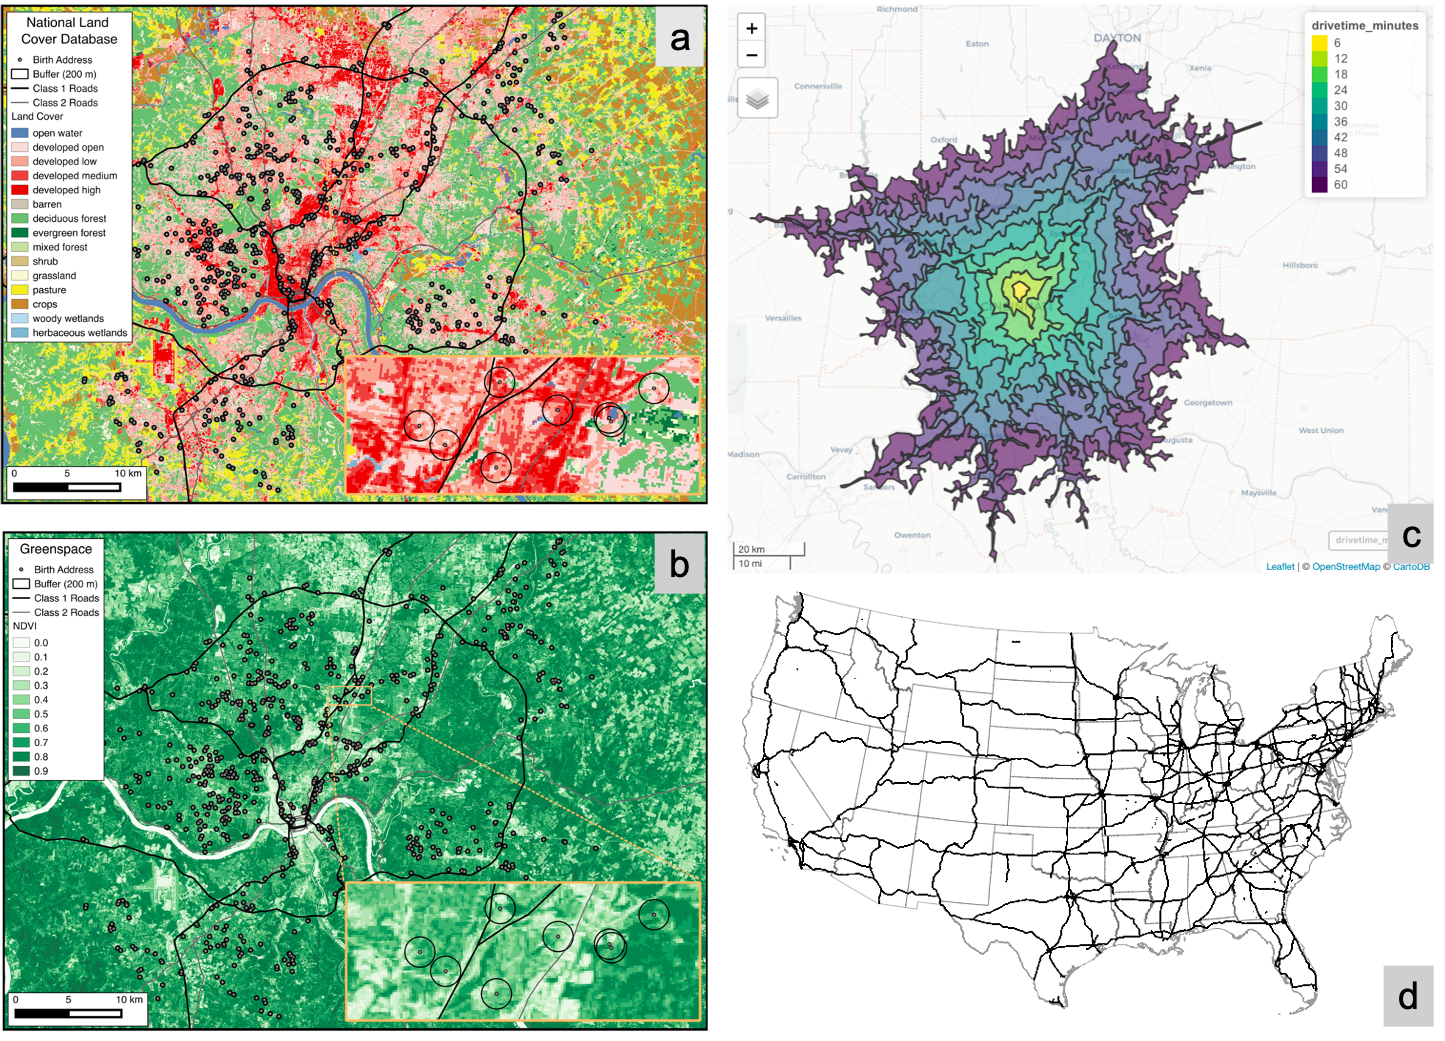 National Land
Cover Database
Birth Address
Buffer (200 m)
Class 1 Roads
Class 2 Roads
Land Cover
open water
developed open
developed low
developed medium
developed high
barren
deciduous forest
evergreen forest
mixed forest
shrub
grassland
pasture
crops
woody wetlands
herbaceous wetlands
0 5 10 km
a
Greenspace
Birth Address
Buffer (200 m)
Class 1 Roads
Class 2 Roads
NDVI
0.0
0.1
0.2
0.3
0.4
0.5
0.6
0.7
0.8
0.9
0 5 10 km
b
+
−
Richmond
DAYTON
Eaton
Xenia
Connersville
Oxford
Hillsboro
Versailles
Georgetown
West Union
Vevay
Carrollton
Maysville
Owenton
drivetime_minutes
6
12
18
24
30
36
42
48
54
60
20 km
10 mi
Leaflet | © OpenStreetMap © CartoDB
c
d